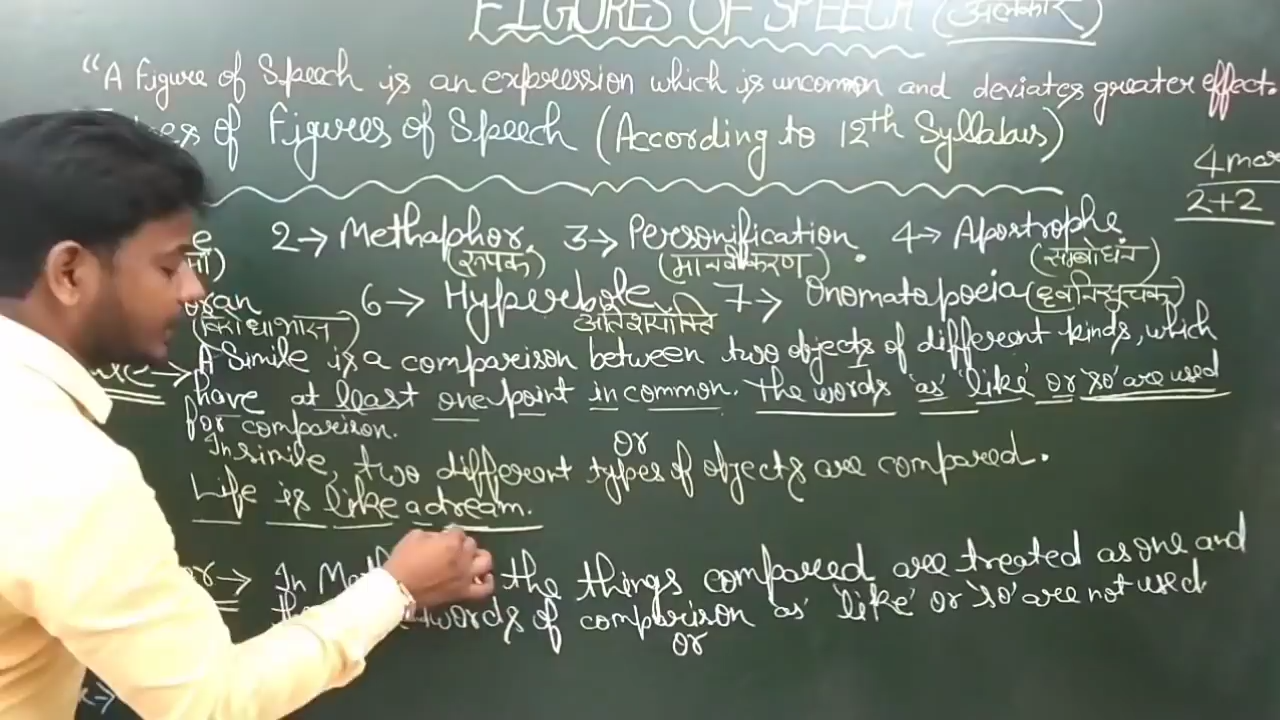 FIGURES OF SPEECH (अलंकार)
"A Figure of Speech is an expression which is uncommon and deviates greater effect.
of Figures of Speech (According to 12th Syllabus)
4 mar
2+2
2→ Methaphor, 3→ Personification. 4→ Apostrophe
(रूपक) (मानवीकरण) (सम्बोधन)
6→ Hyperbole 7→ Onomatopoeia (ध्वनिसूचक)
अतिशयोक्ति
→ A Simile is a comparison between two objects of different kinds, which
have at least one point in common. The words 'as' 'like' or 'so' are used
for comparison.
or
In simile, two different types of objects are compared.
Life is like a dream.
→ In the things compared are treated as one and
words of comparison as 'like' or 'so' are not used
or